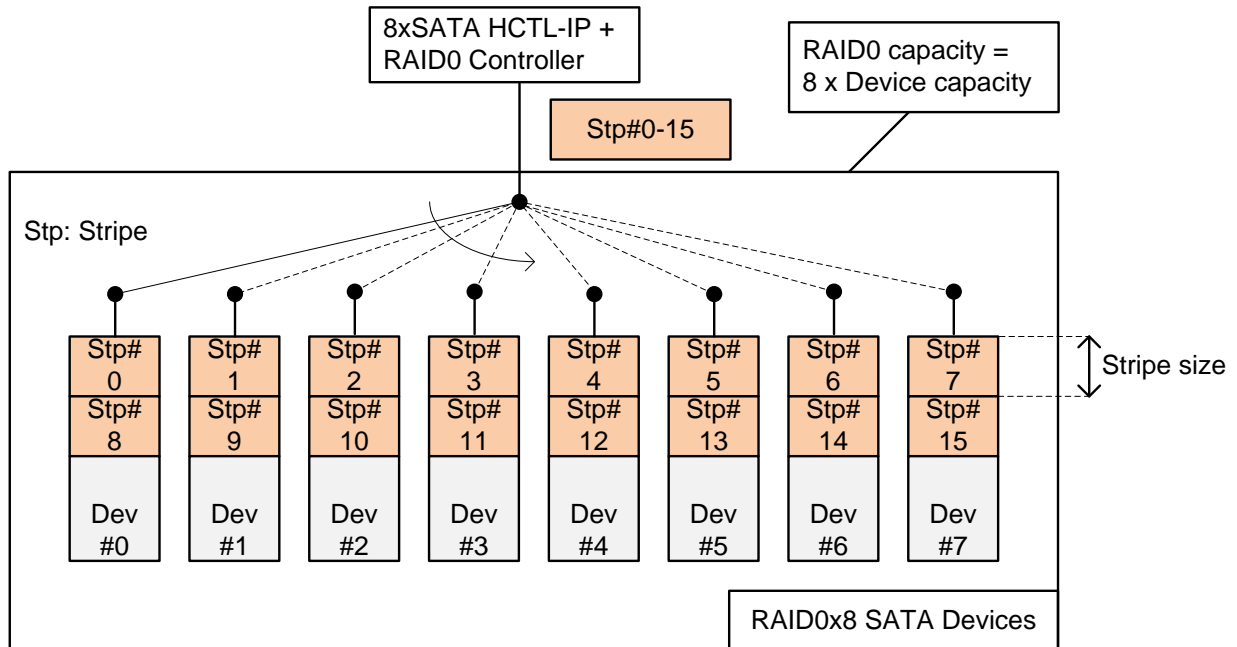 8xSATA HCTL-IP +
RAID0 Controller
RAID0 capacity =
8 x Device capacity
Stp#0-15
Stp: Stripe
Stp#
0
Stp#
1
Stp#
2
Stp#
3
Stp#
4
Stp#
5
Stp#
6
Stp#
7
Stripe size
Stp#
8
Stp#
9
Stp#
10
Stp#
11
Stp#
12
Stp#
13
Stp#
14
Stp#
15
Dev
#0
Dev
#1
Dev
#2
Dev
#3
Dev
#4
Dev
#5
Dev
#6
Dev
#7
RAID0x8 SATA Devices